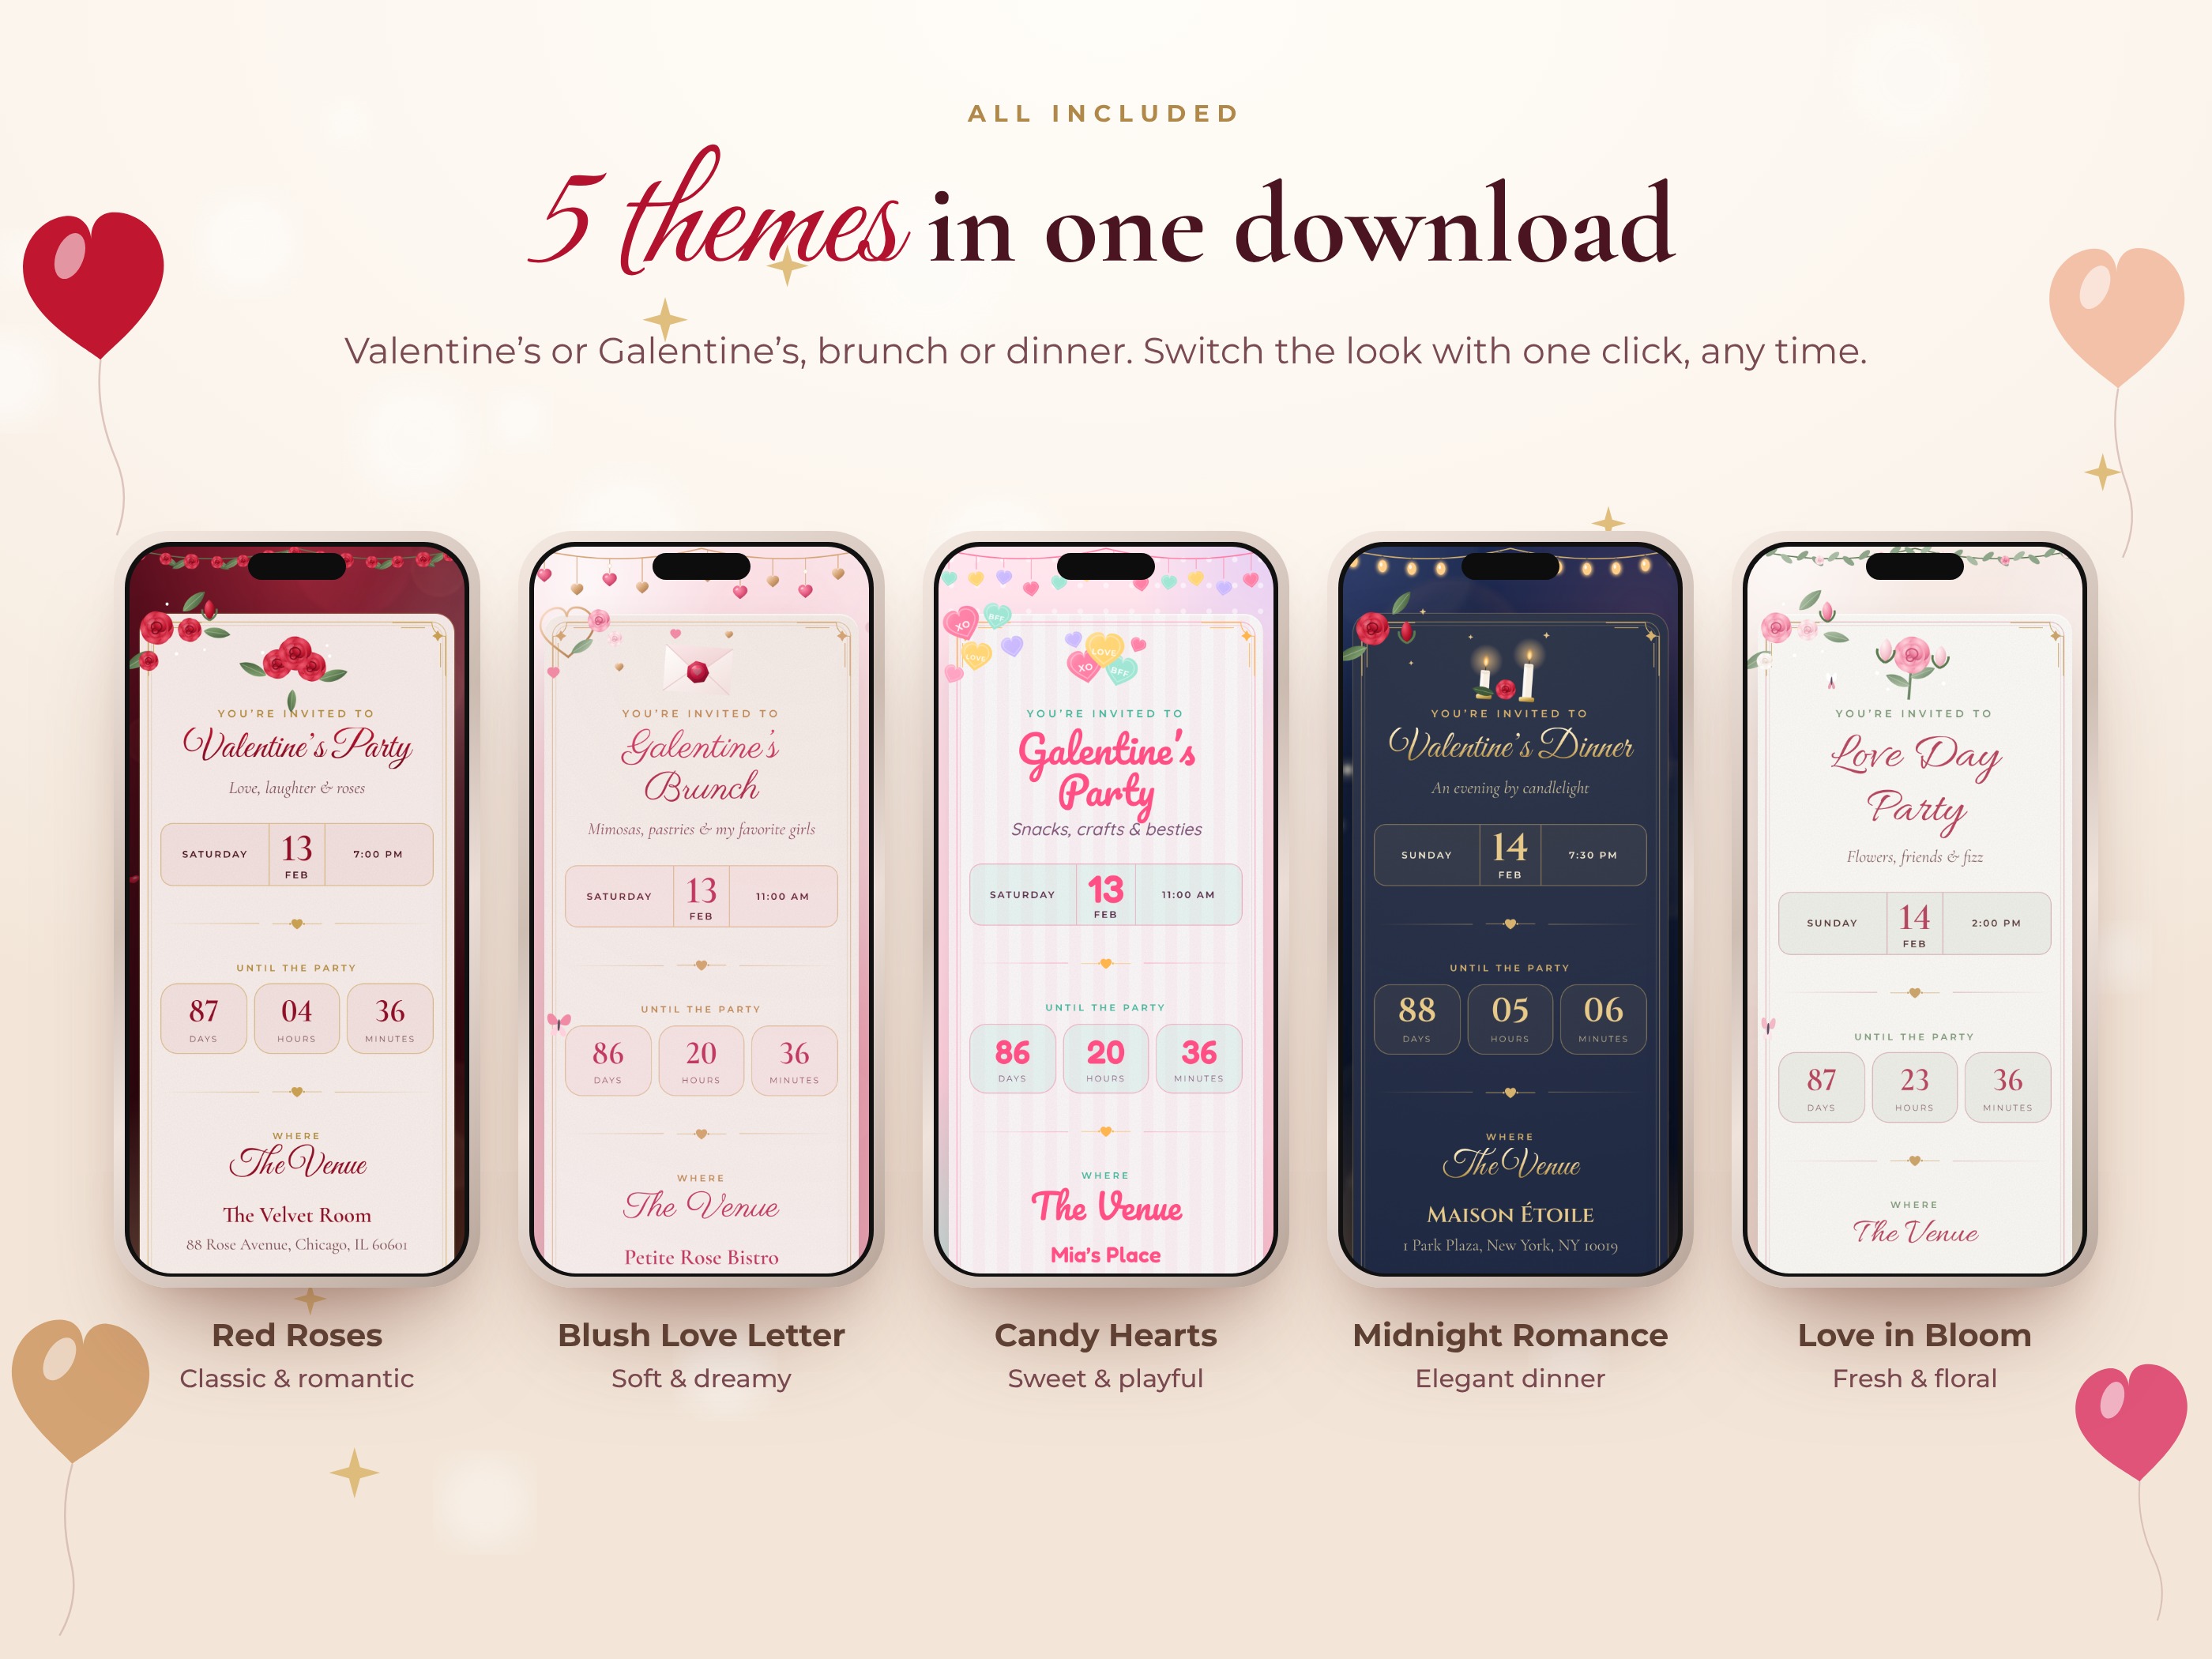 ALL INCLUDED
5 themes in one download
Valentine’s or Galentine’s, brunch or dinner. Switch the look with one click, any time.
YOU’RE INVITED TO
Valentine’s Party
Love, laughter & roses
SATURDAY
13
FEB
7:00 PM
UNTIL THE PARTY
87
DAYS
04
HOURS
36
MINUTES
WHERE
The Venue
The Velvet Room
88 Rose Avenue, Chicago, IL 60601
Red Roses
Classic & romantic
YOU’RE INVITED TO
Galentine’s
Brunch
Mimosas, pastries & my favorite girls
SATURDAY
13
FEB
11:00 AM
UNTIL THE PARTY
86
DAYS
20
HOURS
36
MINUTES
WHERE
The Venue
Petite Rose Bistro
Blush Love Letter
Soft & dreamy
XO
BFF
LOVE
LOVE
XO
BFF
YOU’RE INVITED TO
Galentine’s
Party
Snacks, crafts & besties
SATURDAY
13
FEB
11:00 AM
UNTIL THE PARTY
86
DAYS
20
HOURS
36
MINUTES
WHERE
The Venue
Mia’s Place
Candy Hearts
Sweet & playful
YOU’RE INVITED TO
Valentine’s Dinner
An evening by candlelight
SUNDAY
14
FEB
7:30 PM
UNTIL THE PARTY
88
DAYS
05
HOURS
06
MINUTES
WHERE
The Venue
Maison Étoile
1 Park Plaza, New York, NY 10019
Midnight Romance
Elegant dinner
YOU’RE INVITED TO
Love Day
Party
Flowers, friends & fizz
SUNDAY
14
FEB
2:00 PM
UNTIL THE PARTY
87
DAYS
23
HOURS
36
MINUTES
WHERE
The Venue
Love in Bloom
Fresh & floral